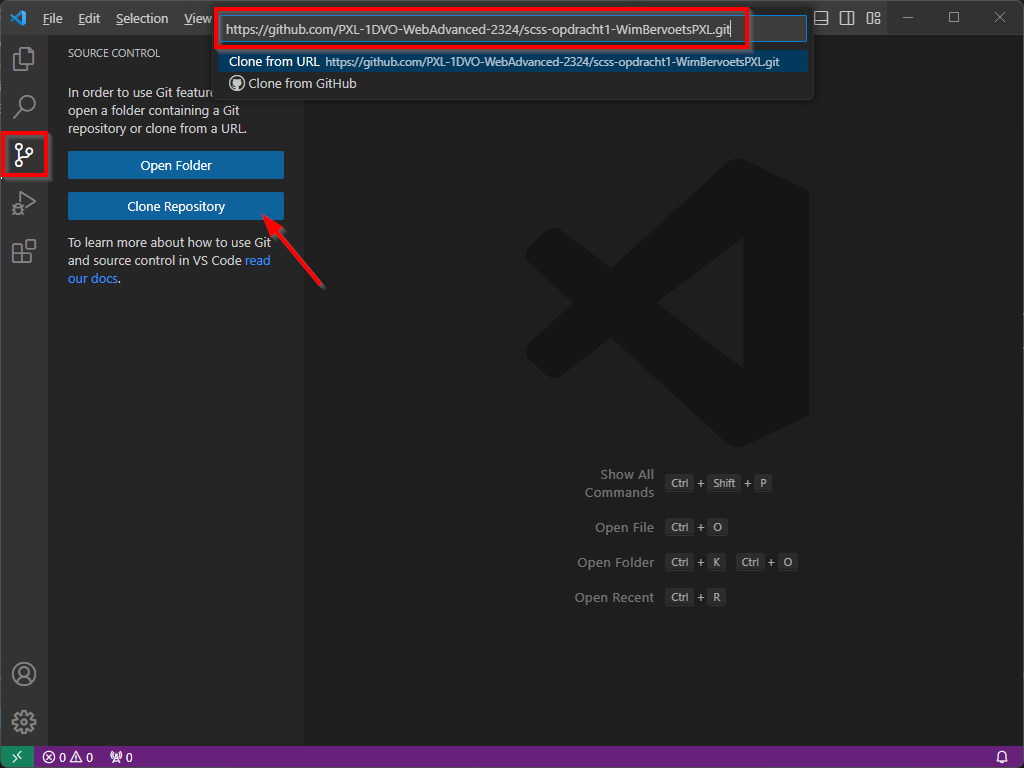 File Edit Selection View
https://github.com/PXL-1DVO-WebAdvanced-2324/scss-opdracht1-WimBervoetsPXL.git
Clone from URL https://github.com/PXL-1DVO-WebAdvanced-2324/scss-opdracht1-WimBervoetsPXL.git
Clone from GitHub
SOURCE CONTROL
In order to use Git feature
open a folder containing a Git
repository or clone from a URL.
Open Folder
Clone Repository
To learn more about how to use Git
and source control in VS Code read
our docs.
Show All
Commands Ctrl + Shift + P
Open File Ctrl + O
Open Folder Ctrl + K Ctrl + O
Open Recent Ctrl + R
0 0 0